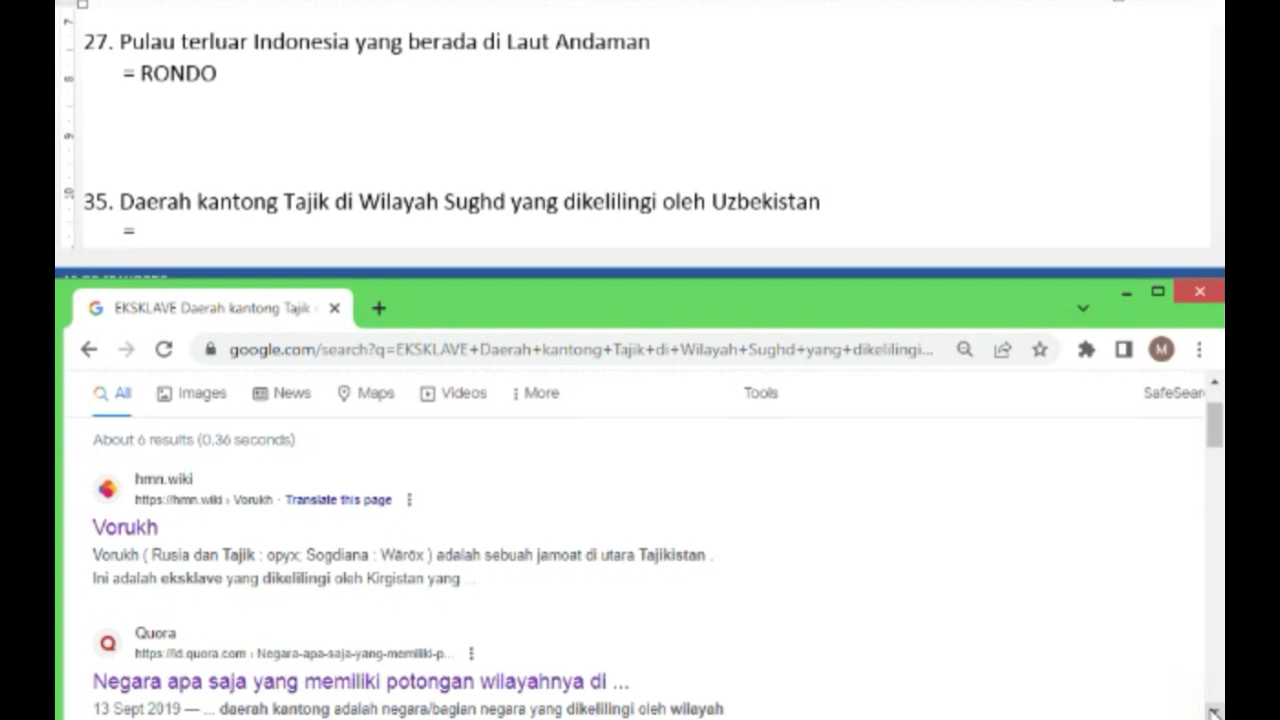 27. Pulau terluar Indonesia yang berada di Laut Andaman
= RONDO
35. Daerah kantong Tajik di Wilayah Sughd yang dikelilingi oleh Uzbekistan
=
EKSKLAVE Daerah kantong Tajik
google.com/search?q=EKSKLAVE+Daerah+kantong+Tajik+di+Wilayah+Sughd+yang+dikelilingi...
M
All Images News Maps Videos More Tools SafeSear
About 6 results (0,36 seconds)
hmn.wiki
https://hmn.wiki › Vorukh · Translate this page
Vorukh
Vorukh ( Rusia dan Tajik : opyx; Sogdiana : Wārōx ) adalah sebuah jamoat di utara Tajikistan .
Ini adalah eksklave yang dikelilingi oleh Kirgistan yang ...
Quora
https://id.quora.com › Negara-apa-saja-yang-memiliki-p...
Negara apa saja yang memiliki potongan wilayahnya di ...
13 Sept 2019 — ... daerah kantong adalah negara/bagian negara yang dikelilingi oleh wilayah